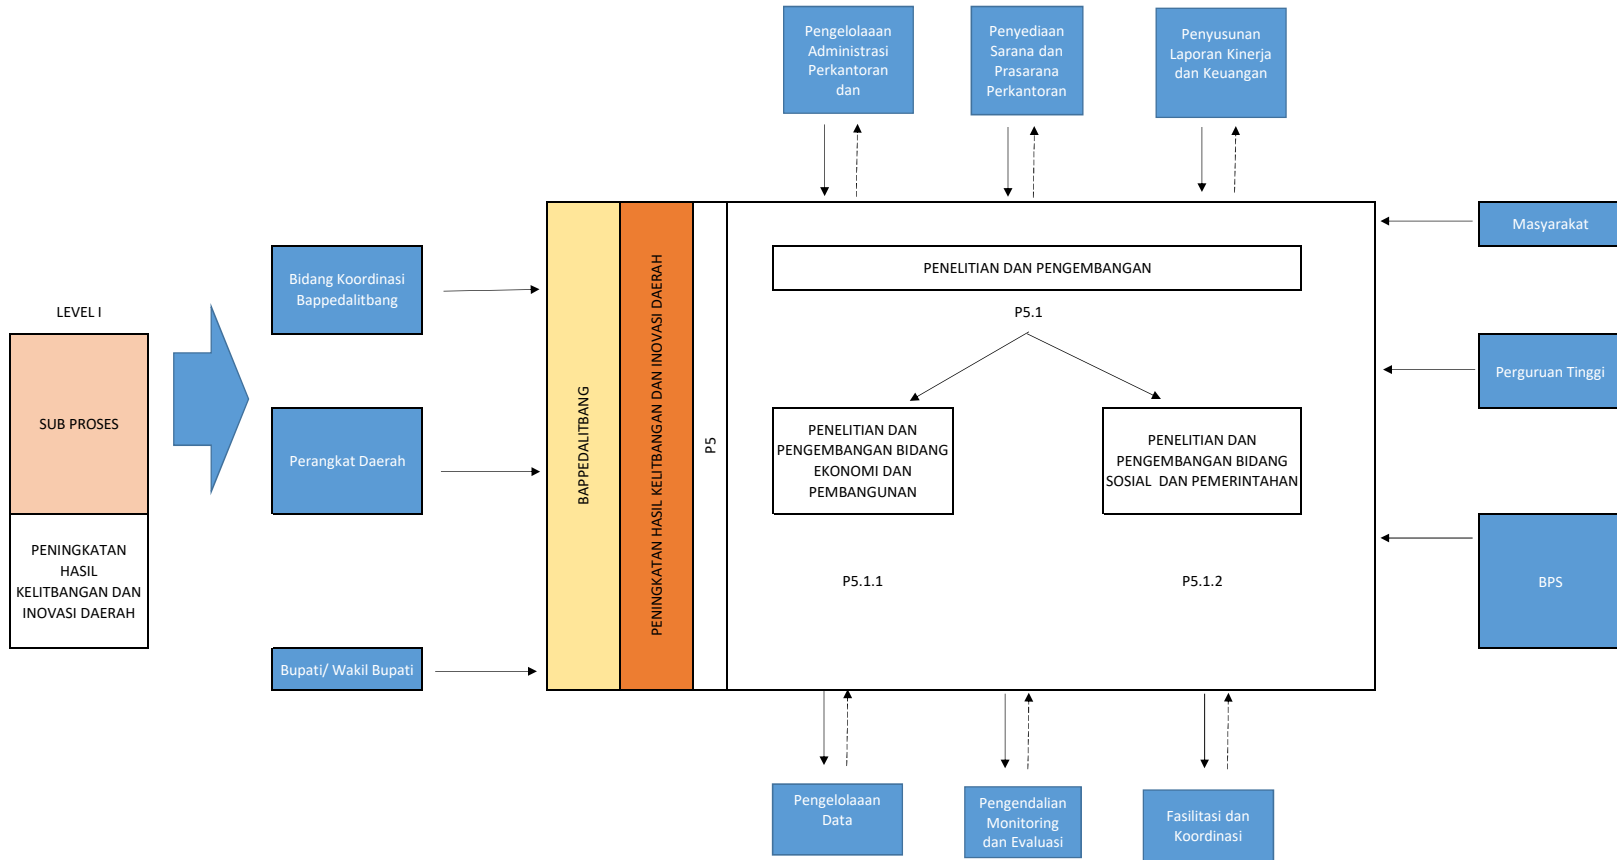 Pengelolaaan
Administrasi
Perkantoran
dan
Penyediaan
Sarana dan
Prasarana
Perkantoran
Penyusunan
Laporan Kinerja
dan Keuangan
LEVEL I
SUB PROSES
PENINGKATAN
HASIL
KELITBANGAN DAN
INOVASI DAERAH
Bidang Koordinasi
Bappedalitbang
Perangkat Daerah
Bupati/ Wakil Bupati
BAPPEDALITBANG
PENINGKATAN HASIL KELITBANGAN DAN INOVASI DAERAH
P5
PENELITIAN DAN PENGEMBANGAN
P5.1
PENELITIAN DAN
PENGEMBANGAN BIDANG
EKONOMI DAN
PEMBANGUNAN
PENELITIAN DAN
PENGEMBANGAN BIDANG
SOSIAL  DAN PEMERINTAHAN
P5.1.1
P5.1.2
Masyarakat
Perguruan Tinggi
BPS
Pengelolaaan
Data
Pengendalian
Monitoring
dan Evaluasi
Fasilitasi dan
Koordinasi